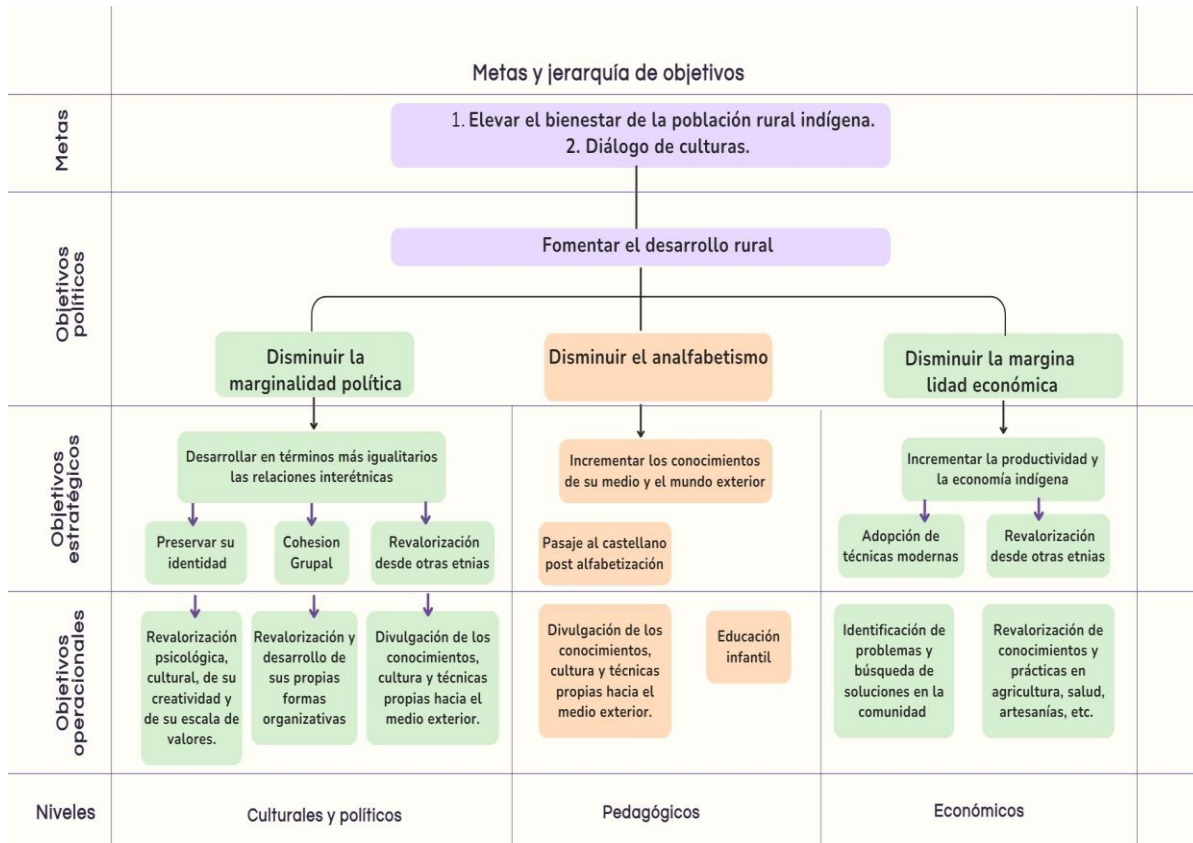 Metas y jerarquía de objetivos
Metas
1. Elevar el bienestar de la población rural indígena.
2. Diálogo de culturas.
Objetivos
políticos
Fomentar el desarrollo rural
Disminuir la
marginalidad política
Disminuir el analfabetismo
Disminuir la margina
lidad económica
Objetivos
estratégicos
Desarrollar en términos más igualitarios
las relaciones interétnicas
Incrementar los conocimientos
de su medio y el mundo exterior
Incrementar la productividad y
la economía indígena
Preservar su
identidad
Cohesion
Grupal
Revalorización
desde otras etnias
Pasaje al castellano
post alfabetización
Adopción de
técnicas modernas
Revalorización
desde otras etnias
Objetivos
operacionales
Revalorización
psicológica,
cultural, de su
creatividad y
de su escala de
valores.
Revalorización y
desarrollo de
sus propias
formas
organizativas
Divulgación de los
conocimientos,
cultura y técnicas
propias hacia el
medio exterior.
Divulgación de los
conocimientos,
cultura y técnicas
propias hacia el
medio exterior.
Educación
infantil
Identificación de
problemas y
búsqueda de
soluciones en la
comunidad
Revalorización de
conocimientos y
prácticas en
agricultura, salud,
artesanías, etc.
Niveles
Culturales y políticos
Pedagógicos
Económicos